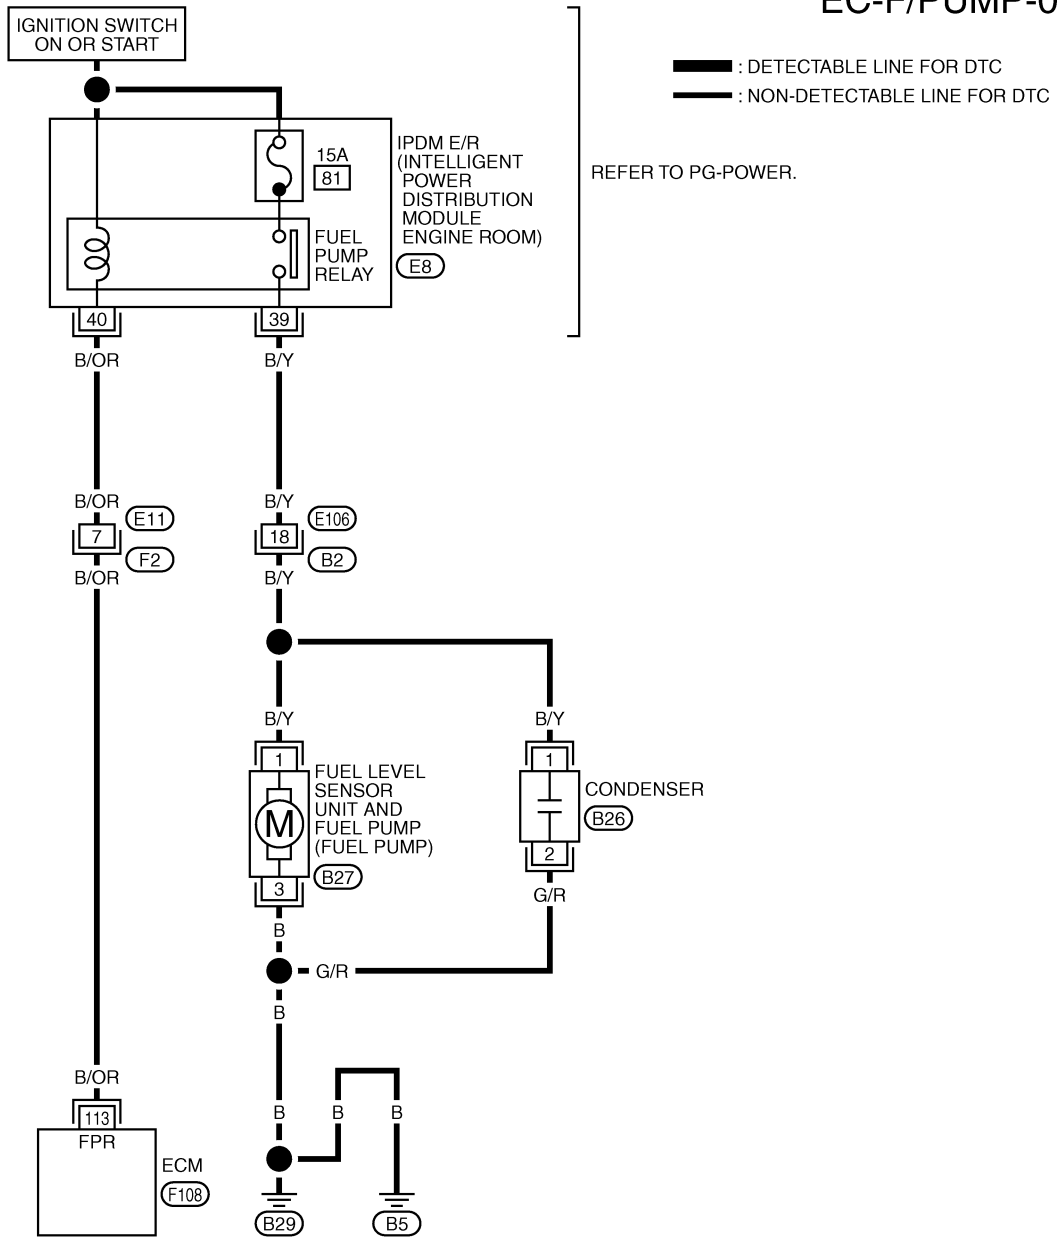 EC-F/PUMP-0
IGNITION SWITCH
ON OR START
: DETECTABLE LINE FOR DTC
: NON-DETECTABLE LINE FOR DTC
15A
81
IPDM E/R
(INTELLIGENT
POWER
DISTRIBUTION
MODULE
ENGINE ROOM)
E8
REFER TO PG-POWER.
FUEL
PUMP
RELAY
40
39
B/OR
B/Y
B/OR
E11
B/Y
E106
7
18
F2
B2
B/OR
B/Y
B/Y
B/Y
1
1
FUEL LEVEL
SENSOR
UNIT AND
FUEL PUMP
(FUEL PUMP)
B27
M
CONDENSER
B26
2
3
G/R
B
G/R
B
B/OR
B
B
B
113
FPR
ECM
F108
B29
B5